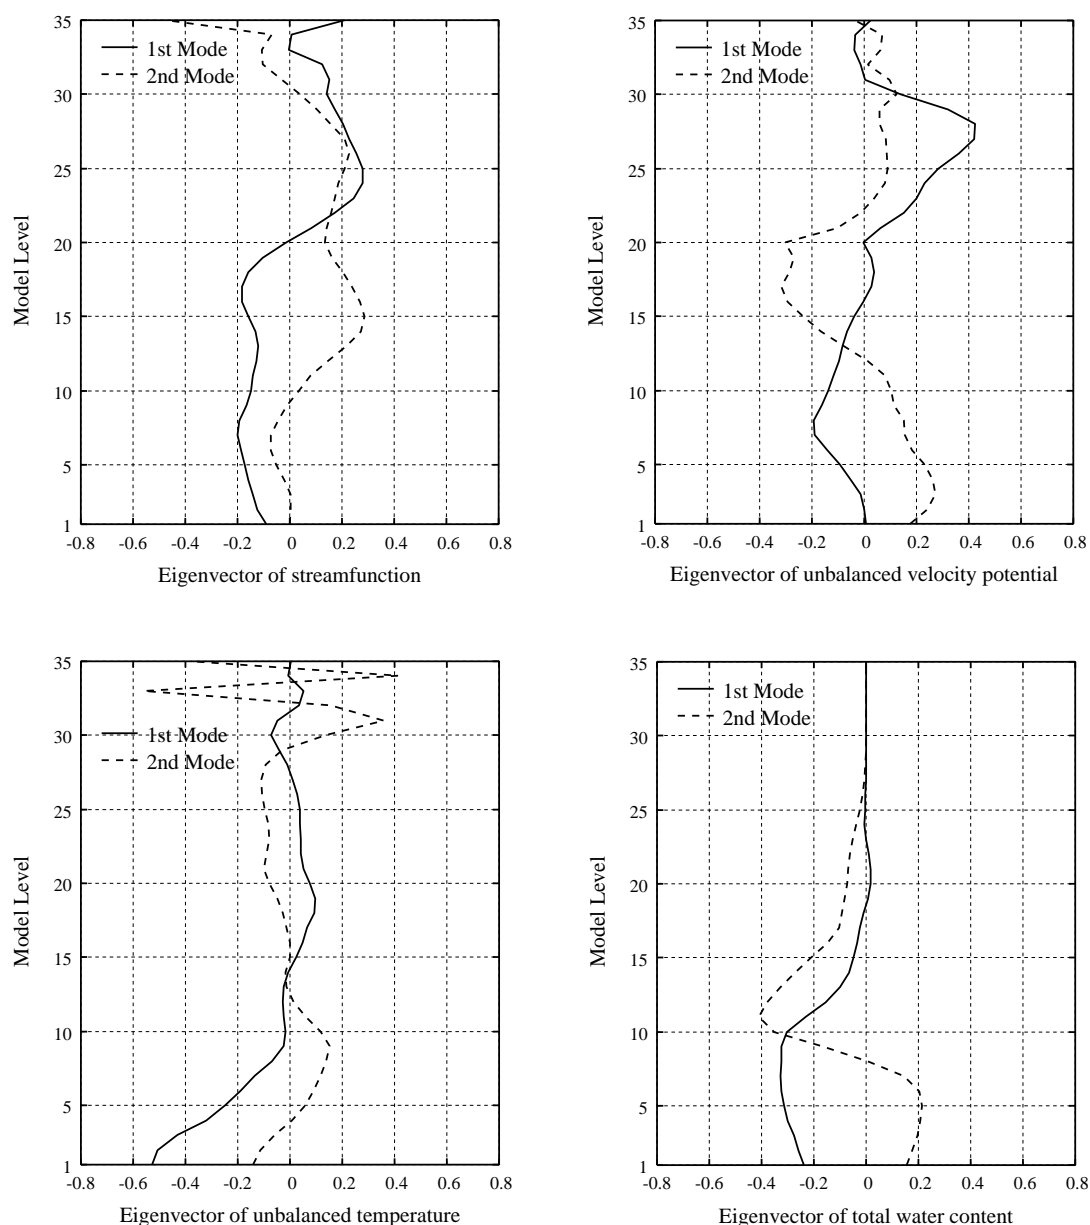 35
30
25
20
15
10
5
1
-0.8 -0.6 -0.4 -0.2 0 0.2 0.4 0.6 0.8
Model Level
1st Mode
2nd Mode
Eigenvector of streamfunction
35
30
25
20
15
10
5
1
-0.8 -0.6 -0.4 -0.2 0 0.2 0.4 0.6 0.8
Model Level
1st Mode
2nd Mode
Eigenvector of unbalanced velocity potential
35
30
25
20
15
10
5
1
-0.8 -0.6 -0.4 -0.2 0 0.2 0.4 0.6 0.8
Model Level
1st Mode
2nd Mode
Eigenvector of unbalanced temperature
35
30
25
20
15
10
5
1
-0.8 -0.6 -0.4 -0.2 0 0.2 0.4 0.6 0.8
Model Level
1st Mode
2nd Mode
Eigenvector of total water content